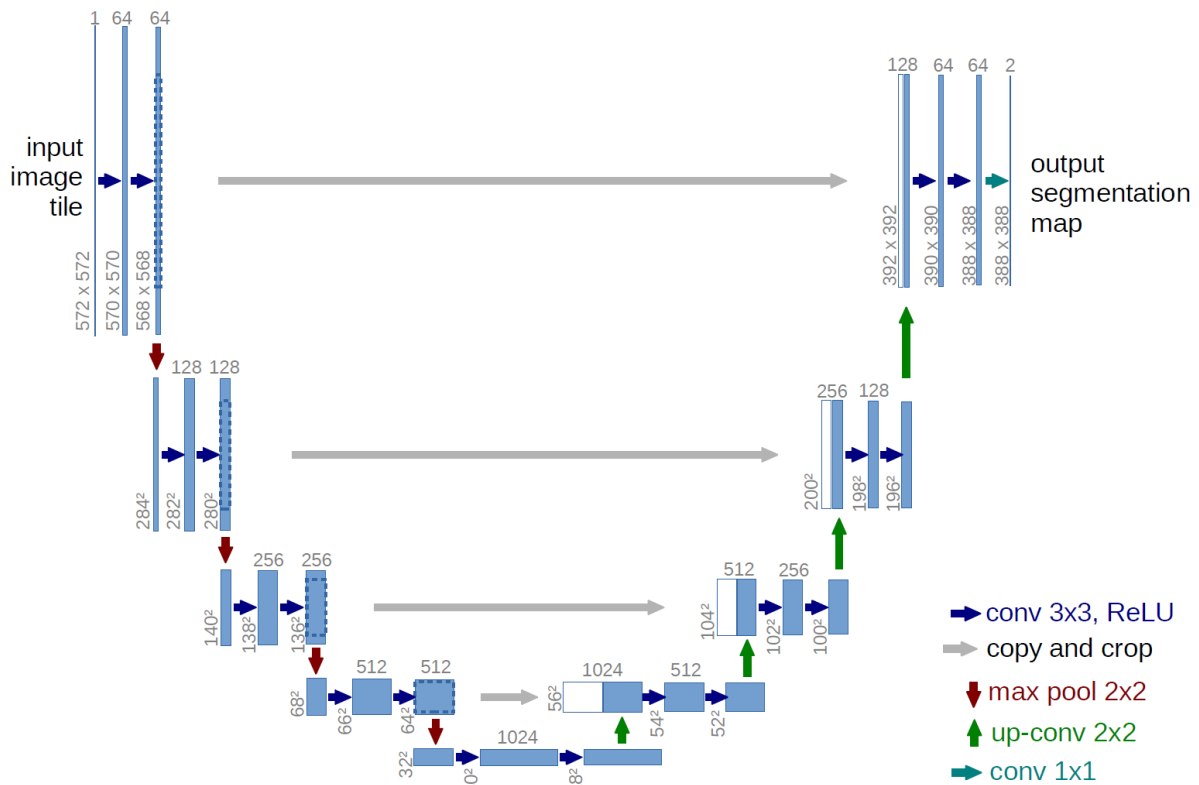 1 64 64
input
image
tile
572 x 572
570 x 570
568 x 568
128 64 64 2
output
segmentation
map
392 x 392
390 x 390
388 x 388
388 x 388
128 128
284²
282²
280²
256 128
200²
198²
196²
256 256
140²
138²
136²
512 256
104²
102²
100²
512 512
68²
66²
64²
1024 512
56²
54²
52²
1024
32²
0²
8²
conv 3x3, ReLU
copy and crop
max pool 2x2
up-conv 2x2
conv 1x1